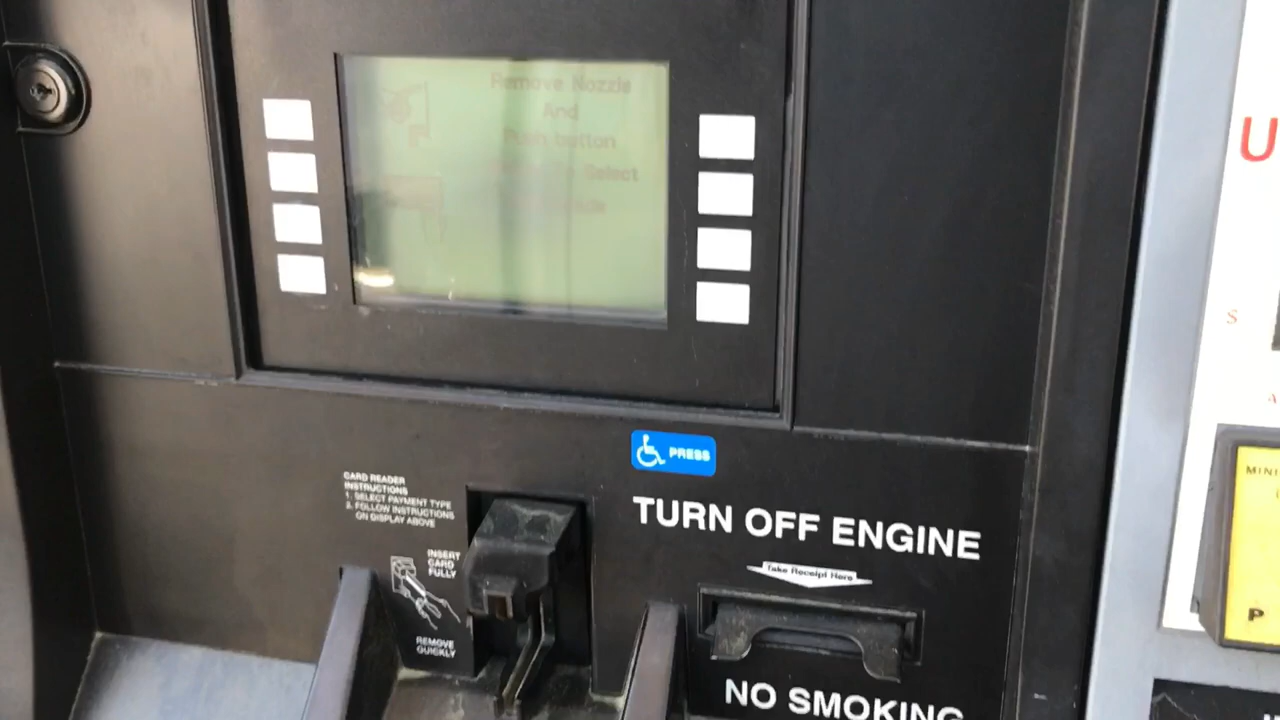 Remove Nozzle
And
Push button
To Select
U
S
A
PRESS
CARD READER
INSTRUCTIONS
1. SELECT PAYMENT TYPE
2. FOLLOW INSTRUCTIONS
ON DISPLAY ABOVE
TURN OFF ENGINE
MINI
INSERT
CARD
FULLY
Take Receipt Here
P
REMOVE
QUICKLY
NO SMOKING